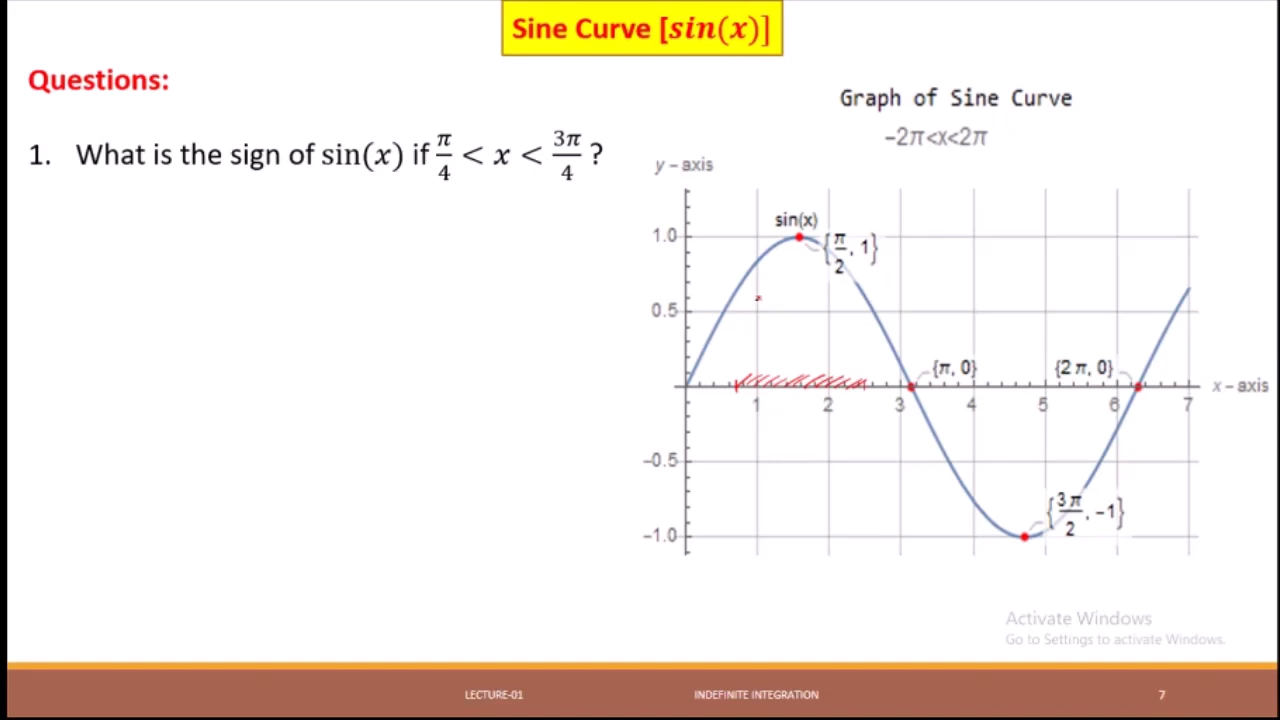 Sine Curve [sin(x)]
Questions:
1. What is the sign of sin(x) if π/4 < x < 3π/4 ?
Graph of Sine Curve
-2π<x<2π
y – axis
sin(x)
{π/2, 1}
1.0
0.5
{π, 0}
{2 π, 0}
x – axis
1 2 3 4 5 6 7
−0.5
{3 π/2, −1}
−1.0
Activate Windows
Go to Settings to activate Windows.
LECTURE-01 INDEFINITE INTEGRATION 7